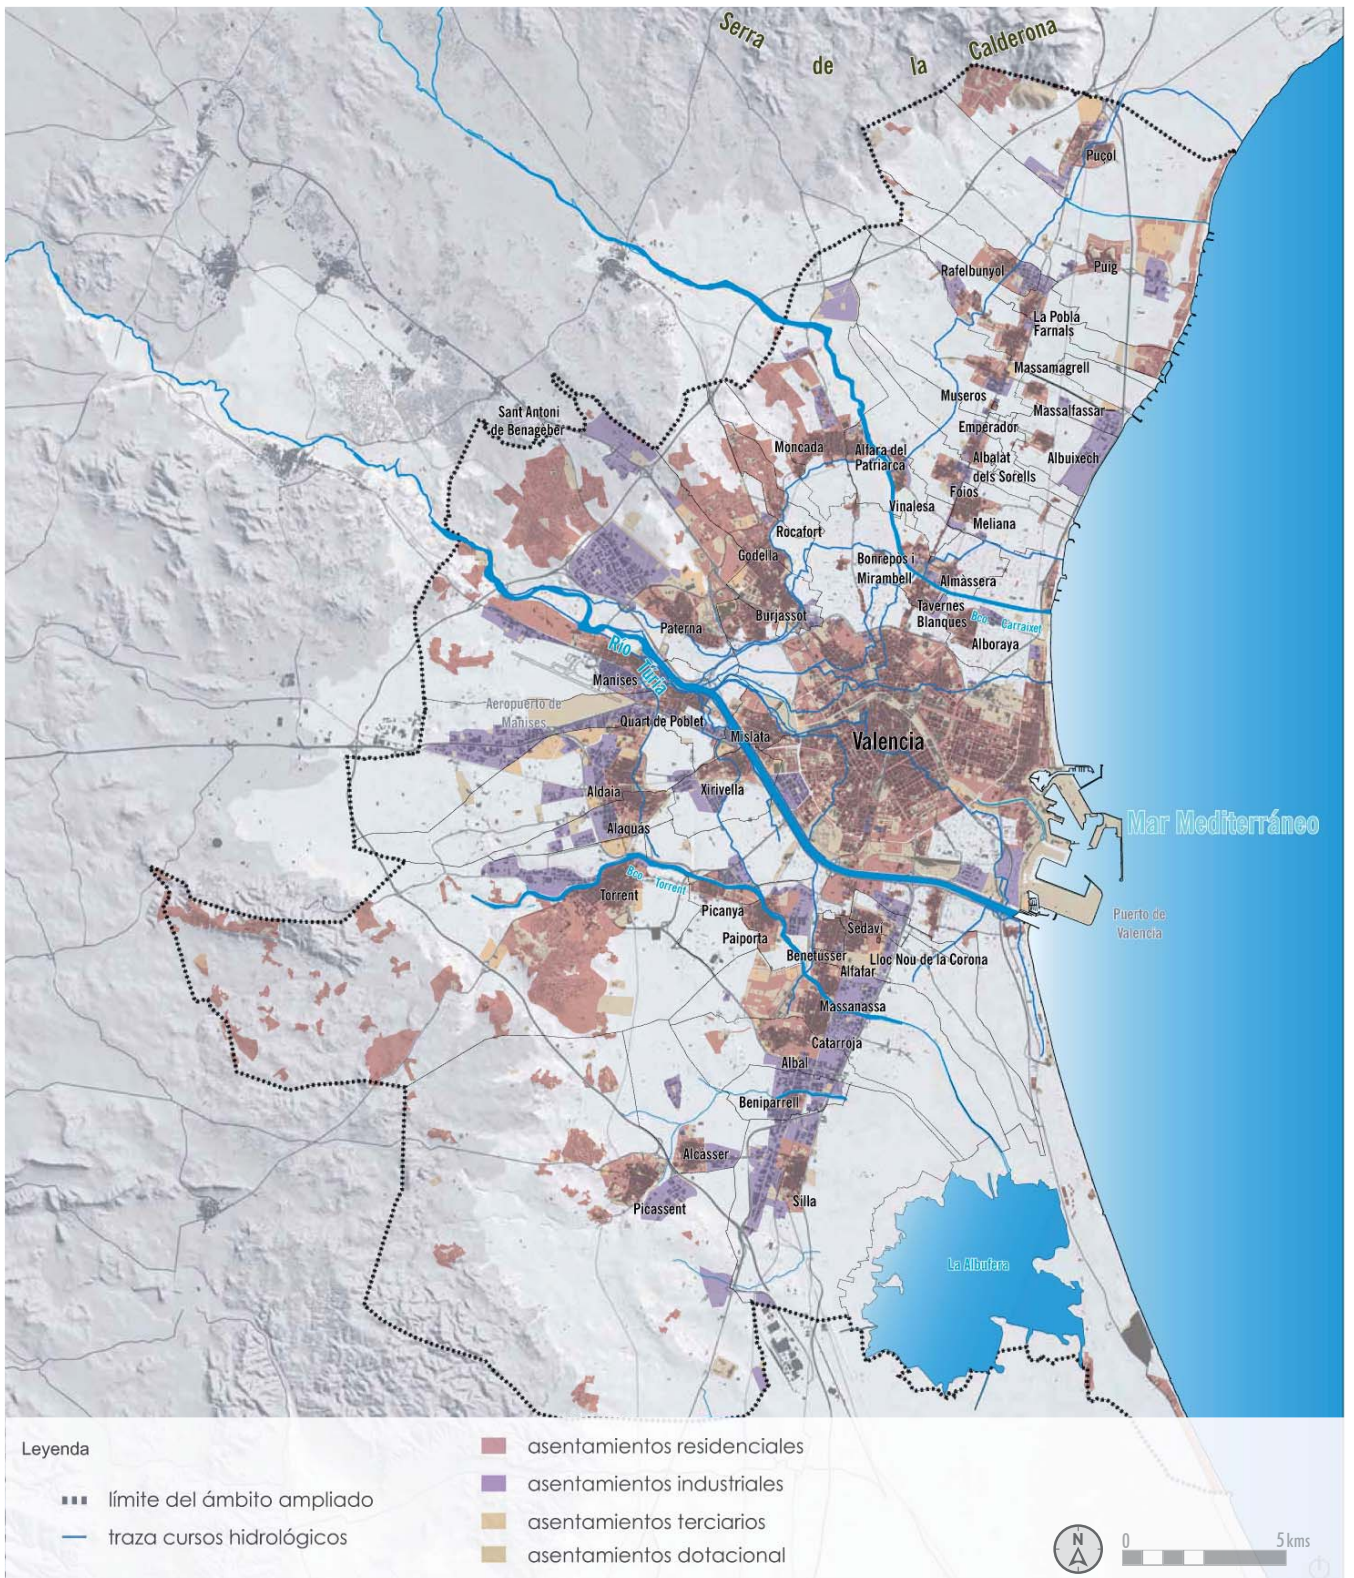 Serra
de
la
Calderona
Puçol
Rafelbunyol
Puig
La Pobla
Farnals
Massamagrell
Museros
Massalfassar
Sant Antoni
de Benagéber
Emperador
Moncada
Alfara del
Patriarca
Albalat
dels Sorells
Albuixech
Foios
Vinalesa
Meliana
Rocafort
Godella
Bonrepos i
Mirambell
Almàssera
Tavernes
Blanques
Burjassot
Bco. Carraixet
Paterna
Alboraya
Río Túria
Manises
Aeropuerto de
Manises
Quart de Poblet
Mislata
Valencia
Aldaia
Xirivella
Alaquas
Mar Mediterráneo
Bco. Torrent
Torrent
Picanya
Puerto de
Valencia
Paiporta
Sedaví
Benetússer
Lloc Nou de la Corona
Alfafar
Massanassa
Catarroja
Albal
Beniparrell
Alcàsser
Silla
Picassent
La Albufera
Leyenda
límite del ámbito ampliado
traza cursos hidrológicos
asentamientos residenciales
asentamientos industriales
asentamientos terciarios
asentamientos dotacional
N
0
5 kms